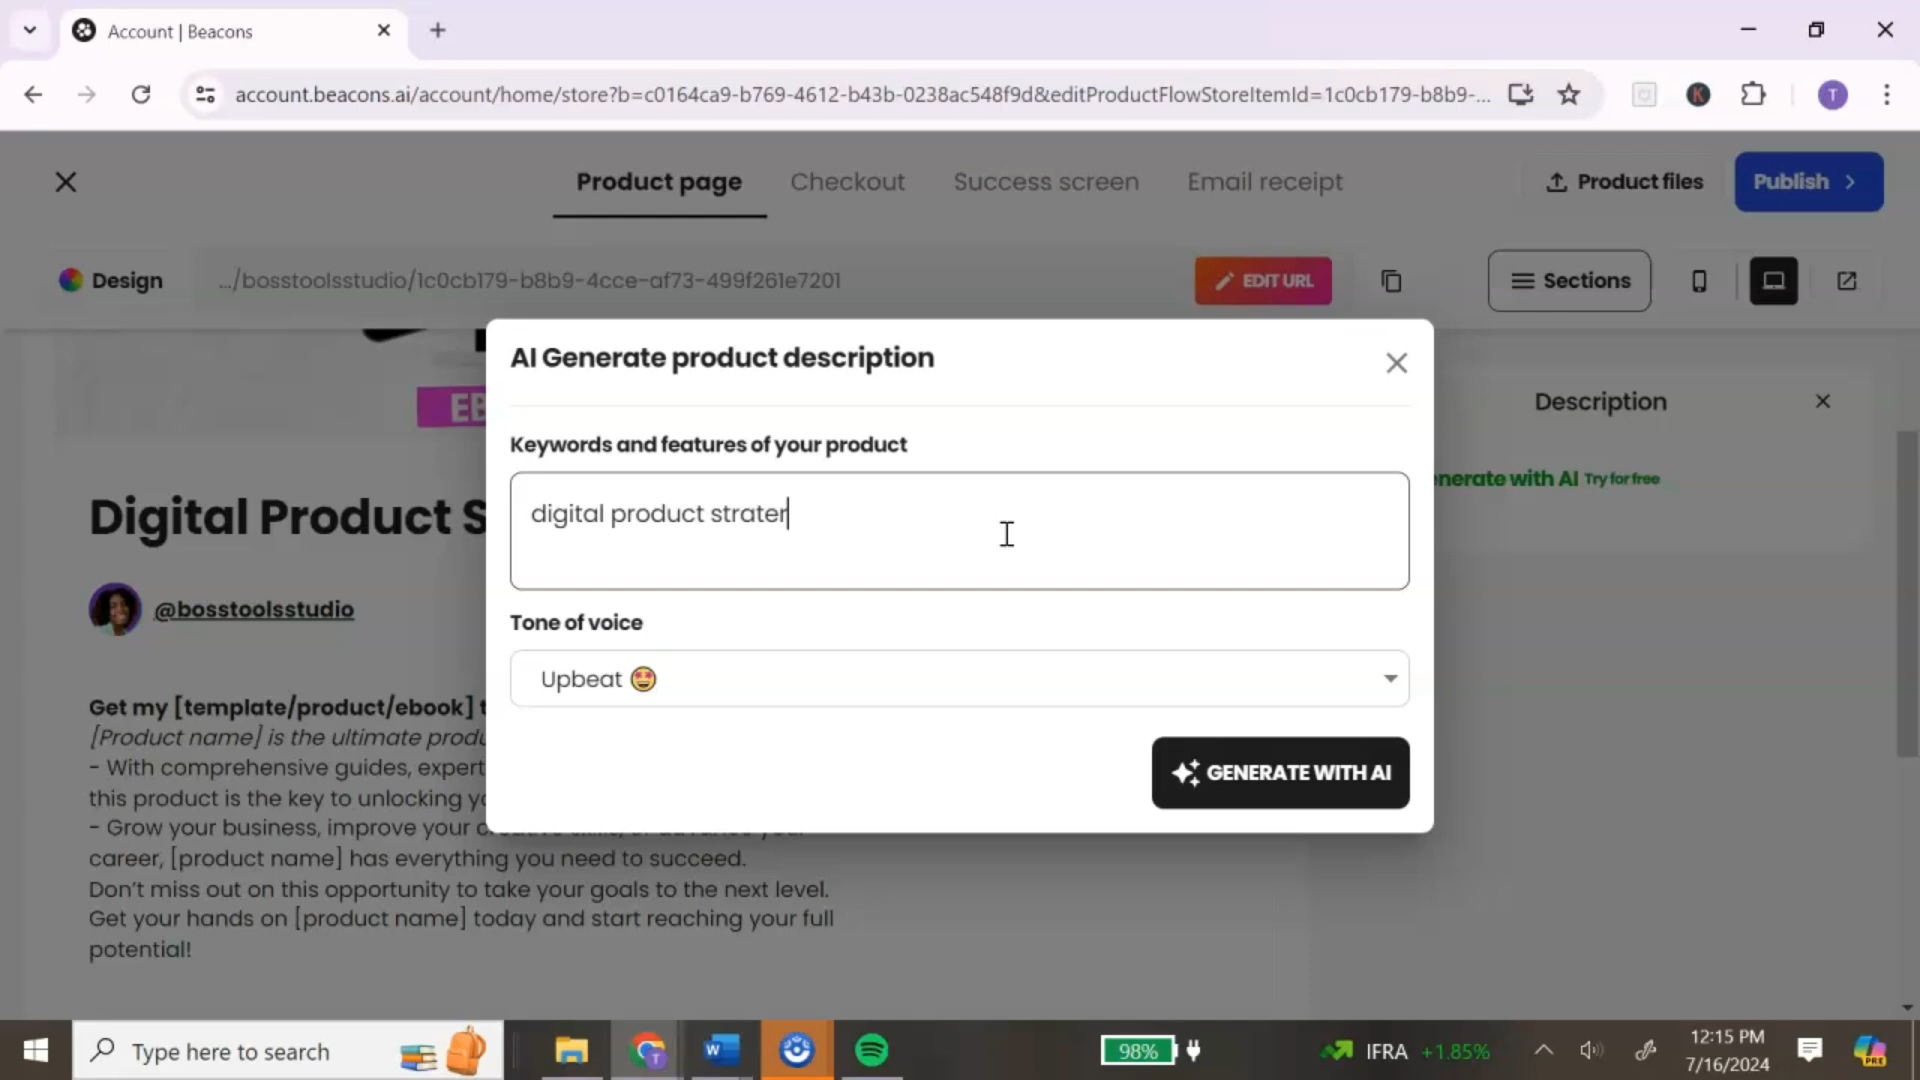 Account | Beacons
account.beacons.ai/account/home/store?b=c0164ca9-b769-4612-b43b-0238ac548f9d&editProductFlowStoreItemId=1c0cb179-b8b9-...
K
T
Product page
Checkout
Success screen
Email receipt
Product files
Publish
Design
.../bosstoolsstudio/1c0cb179-b8b9-4cce-af73-499f261e7201
EDIT URL
Sections
AI Generate product description
Description
EB
Keywords and features of your product
nerate with AI Try for free
digital product strater
Digital Product S
@bosstoolsstudio
Tone of voice
Upbeat 🤩
Get my [template/product/ebook] t
[Product name] is the ultimate produ
- With comprehensive guides, expert
GENERATE WITH AI
this product is the key to unlocking yo
- Grow your business, improve your
career, [product name] has everything you need to succeed.
Don't miss out on this opportunity to take your goals to the next level.
Get your hands on [product name] today and start reaching your full
potential!
Type here to search
T
W
98%
IFRA +1.85%
12:15 PM
7/16/2024
PRE